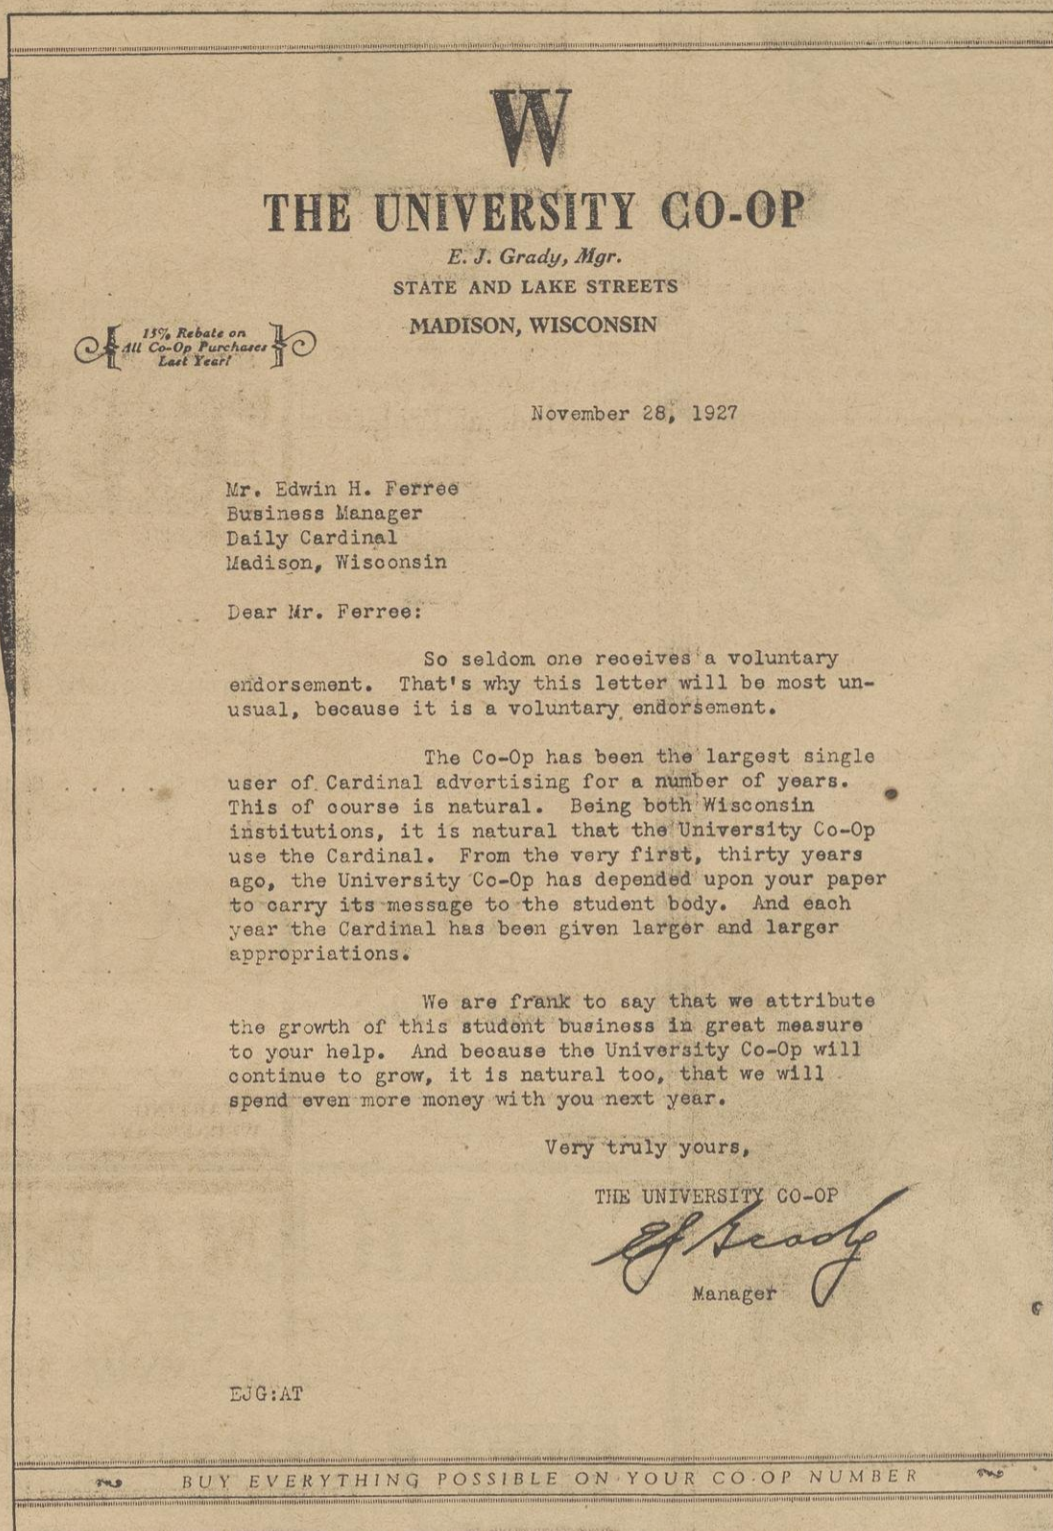 W
THE UNIVERSITY CO-OP
E. J. Grady, Mgr.
STATE AND LAKE STREETS
MADISON, WISCONSIN
15% Rebate on
All Co-Op Purchases
Last Year!
November 28, 1927
Mr. Edwin H. Ferree
Business Manager
Daily Cardinal
Madison, Wisconsin
Dear Mr. Ferree:
So seldom one receives a voluntary
endorsement. That's why this letter will be most un-
usual, because it is a voluntary endorsement.
The Co-Op has been the largest single
user of Cardinal advertising for a number of years.
This of course is natural. Being both Wisconsin
institutions, it is natural that the University Co-Op
use the Cardinal. From the very first, thirty years
ago, the University Co-Op has depended upon your paper
to carry its message to the student body. And each
year the Cardinal has been given larger and larger
appropriations.
We are frank to say that we attribute
the growth of this student business in great measure
to your help. And because the University Co-Op will
continue to grow, it is natural too, that we will
spend even more money with you next year.
Very truly yours,
THE UNIVERSITY CO-OP
EJ Grady
Manager
EJG:AT
BUY EVERYTHING POSSIBLE ON YOUR CO-OP NUMBER